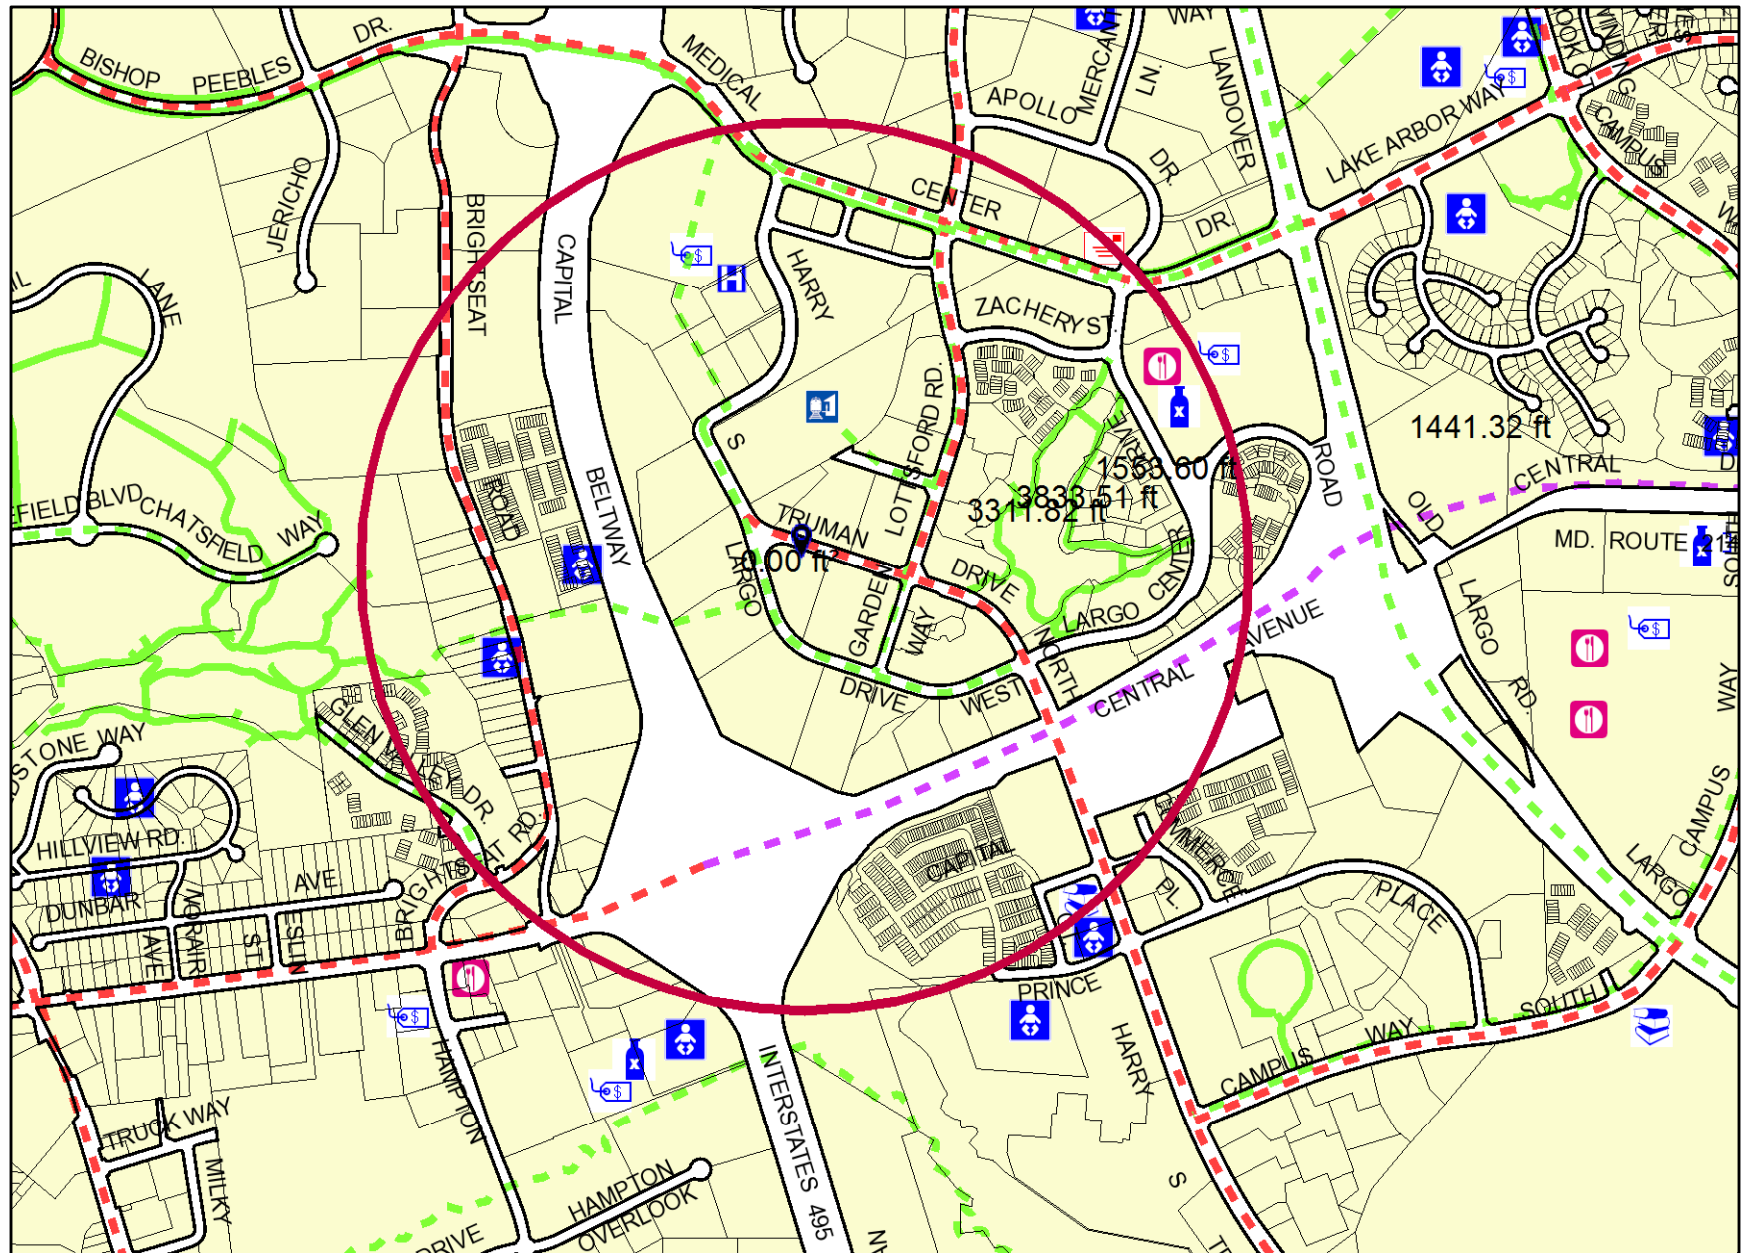 BISHOP
PEEBLES
DR.
MEDICAL
WAY
MERCANT
LN.
APOLLO
DR.
LANDOVER
LAKE ARBOR WAY
CAMPUS
JERICHO
BRIGHTSEAT
CAPITAL
CENTER
DR.
HARRY
H
LANE
ZACHERY ST.
S
LOTTSFORD RD.
1441.32 ft
1553.60 ft
3833.51 ft
3311.82 ft
ROAD
CENTRAL
OLD
EFIELD BLVD
CHATSFIELD
WAY
ROAD
BELTWAY
TRUMAN
0.00 ft²
DRIVE
LARGO
GARDEN
WAY
LARGO
CENTER
NORTH
AVENUE
CENTRAL
MD. ROUTE
LARGO
RD.
DRIVE
WEST
WAY
CAMPUS
LARGO
GLEN VALLEY DR.
HILLVIEW RD.
DUNBAR
AVE
AVE
NORAIR
ST
ESLIN
BRIGHTSEAT RD.
CAPITAL
COMMERCE
PL.
PLACE
PRINCE
HARRY
S
CAMPUS
WAY
SOUTH
HAMPTON
INTERSTATES 495
TRUCK WAY
MILKY
HAMPTON
OVERLOOK
DRIVE